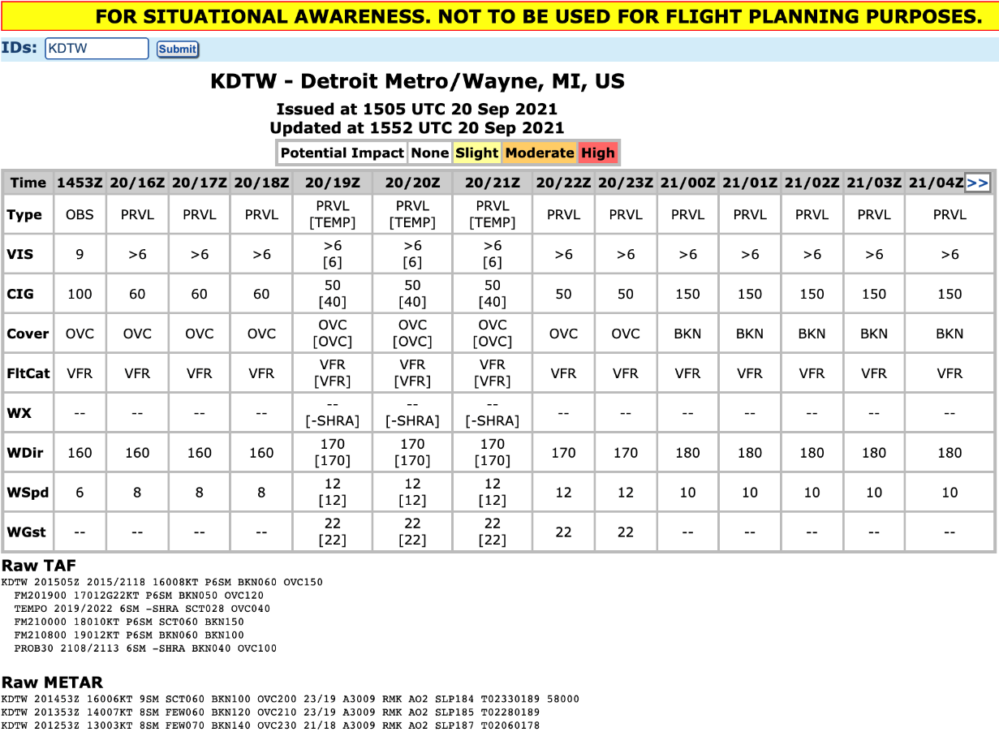 FOR SITUATIONAL AWARENESS. NOT TO BE USED FOR FLIGHT PLANNING PURPOSES.
IDs: KDTW Submit
KDTW - Detroit Metro/Wayne, MI, US
Issued at 1505 UTC 20 Sep 2021
Updated at 1552 UTC 20 Sep 2021
Potential Impact None Slight Moderate High
Time 1453Z 20/16Z 20/17Z 20/18Z 20/19Z 20/20Z 20/21Z 20/22Z 20/23Z 21/00Z 21/01Z 21/02Z 21/03Z 21/04Z >>
Type OBS PRVL PRVL PRVL PRVL PRVL PRVL PRVL PRVL PRVL PRVL PRVL PRVL PRVL
[TEMP] [TEMP] [TEMP]
VIS 9 >6 >6 >6 >6 >6 >6 >6 >6 >6 >6 >6 >6 >6
[6] [6] [6]
CIG 100 60 60 60 50 50 50 50 50 150 150 150 150 150
[40] [40] [40]
Cover OVC OVC OVC OVC OVC OVC OVC OVC OVC BKN BKN BKN BKN BKN
[OVC] [OVC] [OVC]
FltCat VFR VFR VFR VFR VFR VFR VFR VFR VFR VFR VFR VFR VFR VFR
[VFR] [VFR] [VFR]
WX -- -- -- -- -- -- -- -- -- -- -- -- -- --
[-SHRA] [-SHRA] [-SHRA]
WDir 160 160 160 160 170 170 170 170 170 180 180 180 180 180
[170] [170] [170]
WSpd 6 8 8 8 12 12 12 12 12 10 10 10 10 10
[12] [12] [12]
WGst -- -- -- -- 22 22 22 22 22 -- -- -- -- --
[22] [22] [22]
Raw TAF
KDTW 201505Z 2015/2118 16008KT P6SM BKN060 OVC150
FM201900 17012G22KT P6SM BKN050 OVC120
TEMPO 2019/2022 6SM -SHRA SCT028 OVC040
FM210000 18010KT P6SM SCT060 BKN150
FM210800 19012KT P6SM BKN060 BKN100
PROB30 2108/2113 6SM -SHRA BKN040 OVC100
Raw METAR
KDTW 201453Z 16006KT 9SM SCT060 BKN100 OVC200 23/19 A3009 RMK AO2 SLP184 T02330189 58000
KDTW 201353Z 14007KT 8SM FEW060 BKN120 OVC210 23/19 A3009 RMK AO2 SLP185 T02280189
KDTW 201253Z 13003KT 8SM FEW070 BKN140 OVC230 21/18 A3009 RMK AO2 SLP187 T02060178